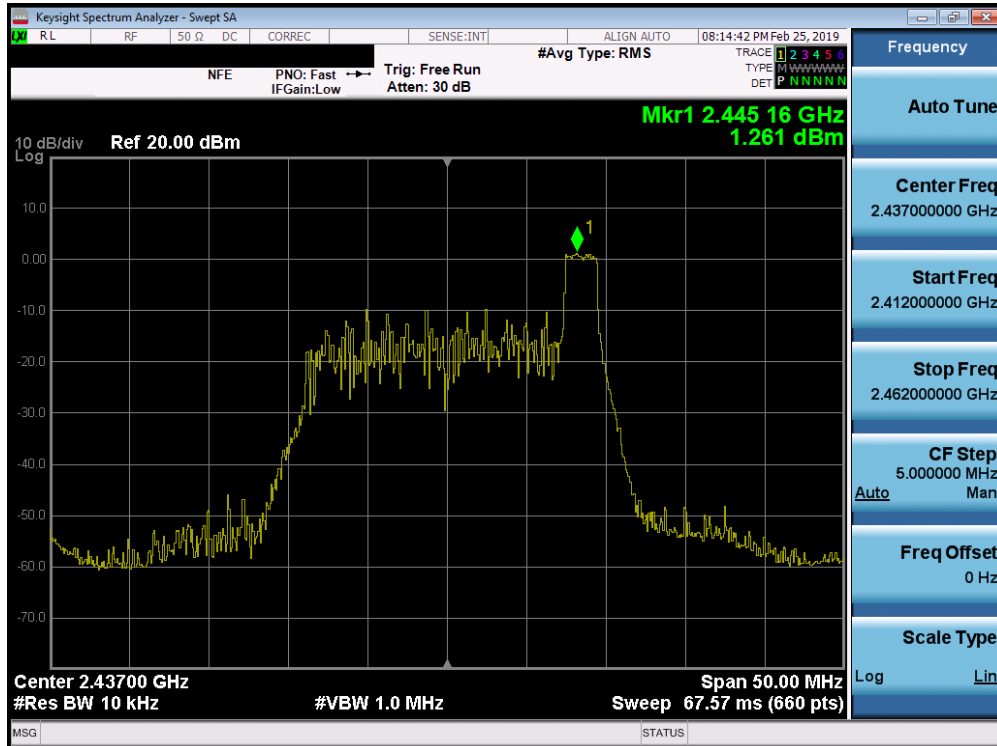 Keysight Spectrum Analyzer - Swept SA
LXI RL RF 50 Ω DC CORREC SENSE:INT ALIGN AUTO 08:14:42 PM Feb 25, 2019
NFE PNO: Fast Trig: Free Run #Avg Type: RMS TRACE 1 2 3 4 5 6
TYPE M W W W W W
IFGain:Low Atten: 30 dB DET P N N N N N
Mkr1 2.445 16 GHz
1.261 dBm
10 dB/div Ref 20.00 dBm
Log
10.0
1
0.00
-10.0
-20.0
-30.0
-40.0
-50.0
-60.0
-70.0
Center 2.43700 GHz Span 50.00 MHz
#Res BW 10 kHz #VBW 1.0 MHz Sweep 67.57 ms (660 pts)
MSG STATUS
Frequency
Auto Tune
Center Freq
2.437000000 GHz
Start Freq
2.412000000 GHz
Stop Freq
2.462000000 GHz
CF Step
5.000000 MHz
Auto Man
Freq Offset
0 Hz
Scale Type
Log Lin